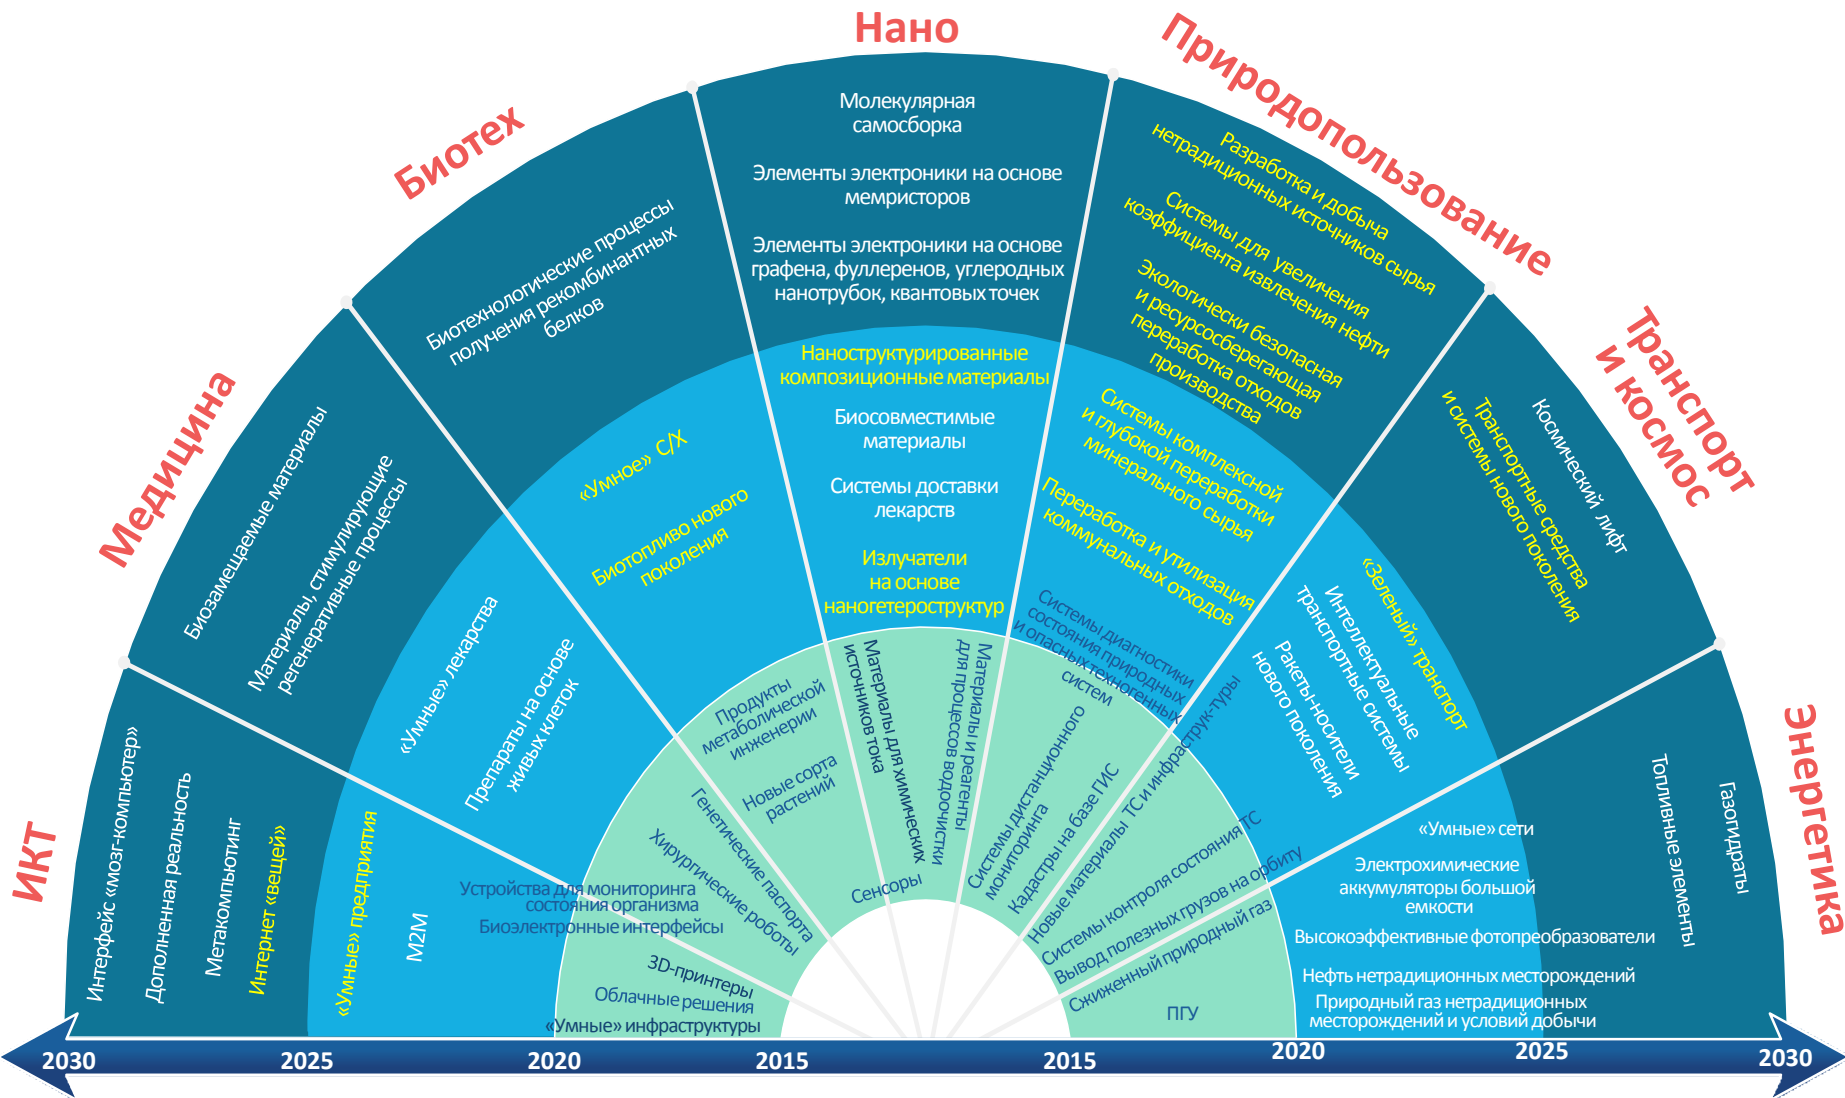 ИКТ
Интерфейс «мозг-компьютер»
Дополненная реальность
Метакомпьютинг
Интернет «вещей»
«Умные» предприятия
M2M
3D-принтеры
Облачные решения
«Умные» инфраструктуры
Медицина
Биозамещаемые материалы
Материалы, стимулирующие
регенеративные процессы
«Умные» лекарства
Препараты на основе
живых клеток
Устройства для мониторинга
состояния организма
Биоэлектронные интерфейсы
Хирургические роботы
Генетические паспорта
Биотех
Биотехнологические процессы
получения рекомбинантных
белков
«Умное» С/Х
Биотопливо нового
поколения
Продукты
метаболической
инженерии
Новые сорта
растений
Нано
Молекулярная
самосборка
Элементы электроники на основе
мемристоров
Элементы электроники на основе
графена, фуллеренов, углеродных
нанотрубок, квантовых точек
Наноструктурированные
композиционные материалы
Биосовместимые
материалы
Системы доставки
лекарств
Излучатели
на основе
наногетероструктур
Материалы для химических
источников тока
Материалы и реагенты
для процессов водоочистки
Сенсоры
Природопользование
Разработка и добыча
нетрадиционных источников сырья
Системы для увеличения
коэффициента извлечения нефти
Экологически безопасная
и ресурсосберегающая
переработка отходов
производства
Системы комплексной
и глубокой переработки
минерального сырья
Переработка и утилизация
коммунальных отходов
Системы диагностики
состояния природных
и опасных техногенных
систем
Системы дистанционного
мониторинга
Кадастры на базе ГИС
Транспорт
и космос
Космический лифт
Транспортные средства
и системы нового поколения
«Зеленый» транспорт
Интеллектуальные
транспортные системы
Ракеты-носители
нового поколения
Новые материалы ТС и инфраструк-туры
Системы контроля состояния ТС
Вывод полезных грузов на орбиту
Энергетика
Газогидраты
Топливные элементы
«Умные» сети
Электрохимические
аккумуляторы большой
емкости
Высокоэффективные фотопреобразователи
Нефть нетрадиционных месторождений
Природный газ нетрадиционных
месторождений и условий добычи
Сжиженный природный газ
ПГУ
2030 2025 2020 2015 2015 2020 2025 2030